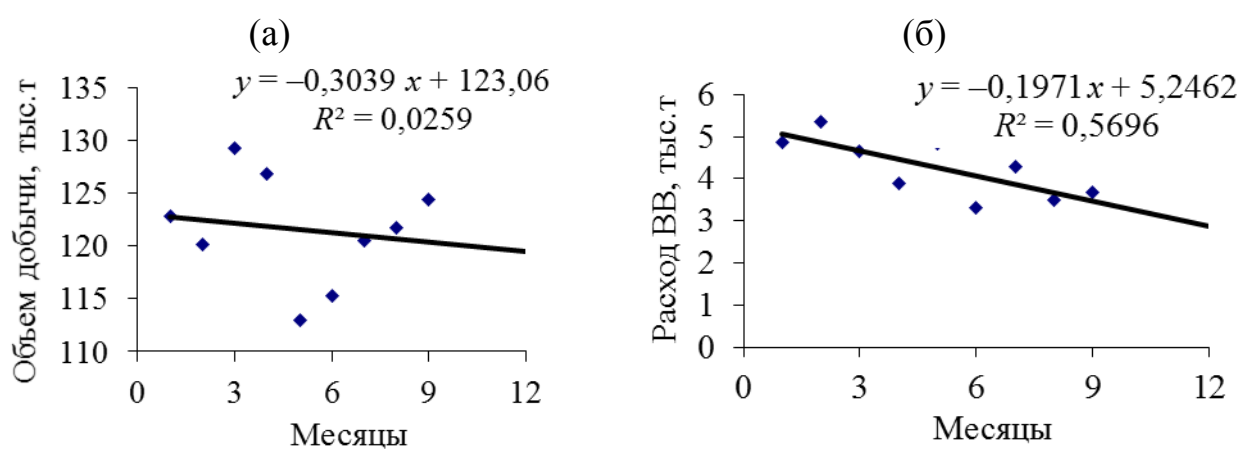 (а)
y = –0,3039 x + 123,06
R² = 0,0259
Объем добычи, тыс.т
135
130
125
120
115
110
0 3 6 9 12
Месяцы
(б)
y = –0,1971x + 5,2462
R² = 0,5696
Расход ВВ, тыс.т
6
5
4
3
2
1
0
0 3 6 9 12
Месяцы